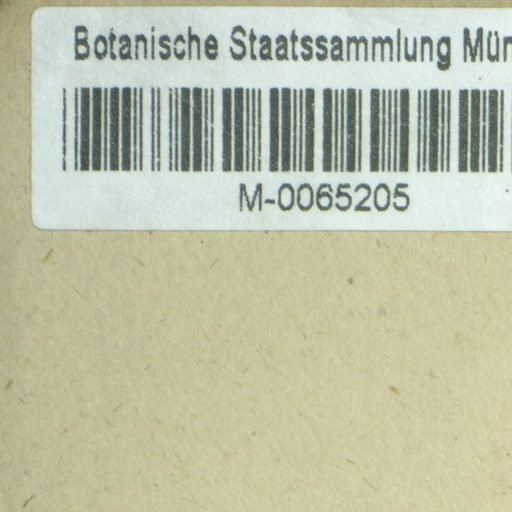 Botanische Staatssammlung Mün
M-0065205